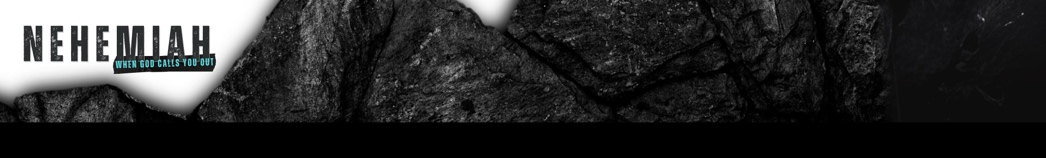 NEHEMIAH
WHEN GOD CALLS YOU OUT